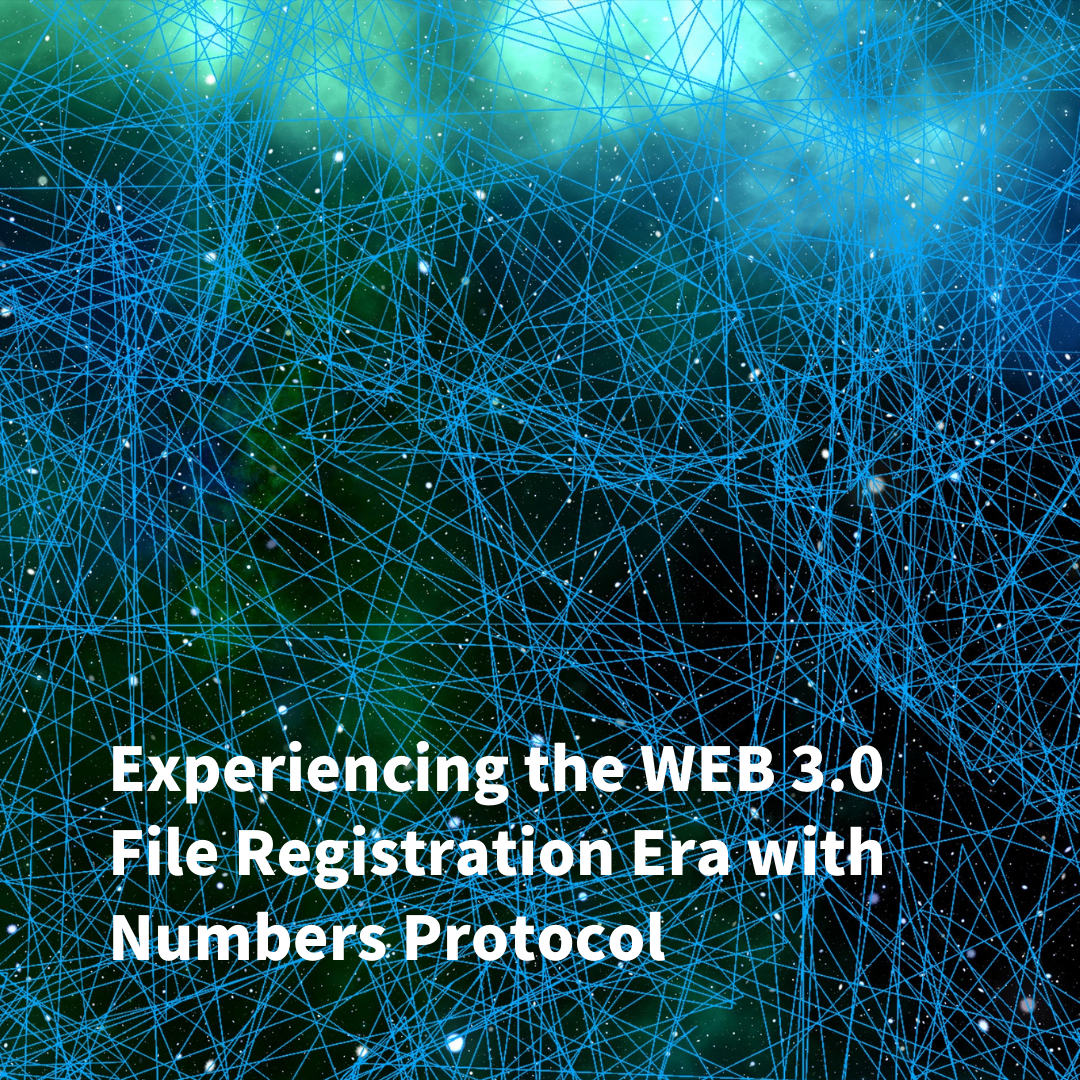 Experiencing the WEB 3.0
File Registration Era with
Numbers Protocol